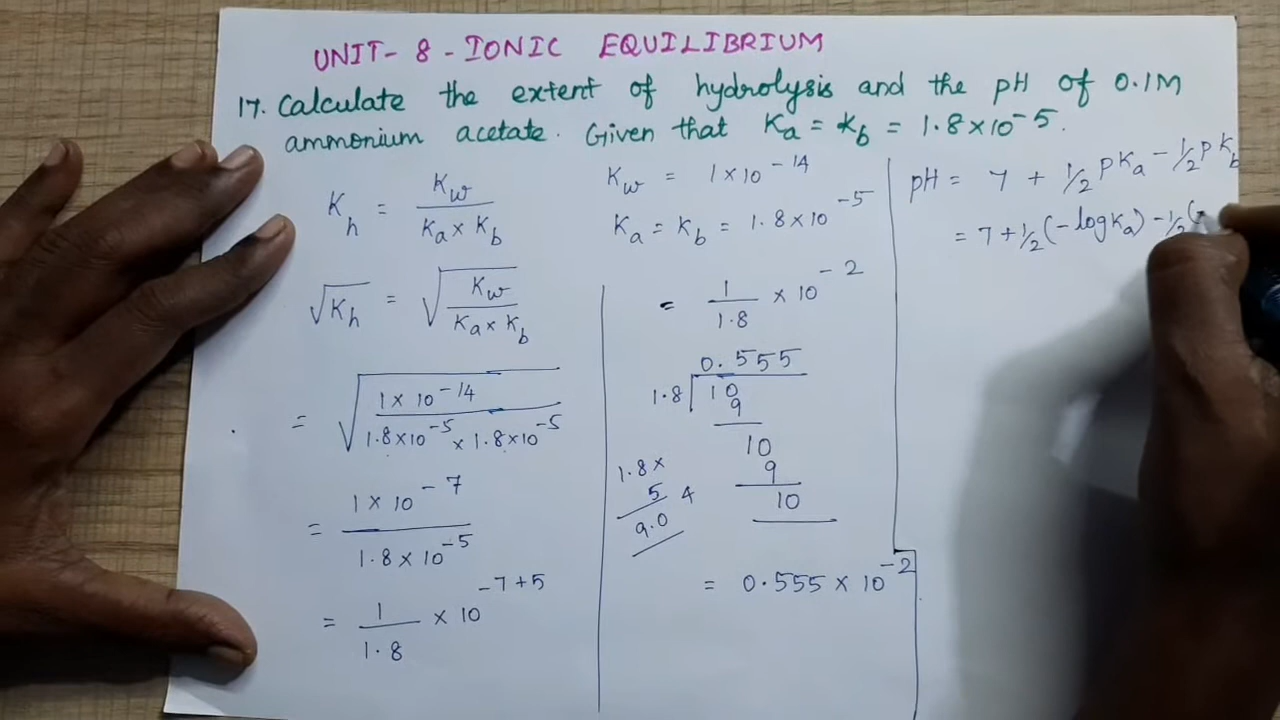 UNIT- 8 - IONIC EQUILIBRIUM
17. Calculate the extent of hydrolysis and the pH of 0.1M
ammonium acetate. Given that Ka = Kb = 1.8×10-5.
Kh = Kw / Ka × Kb
√Kh = √ Kw / Ka × Kb
= √ 1 × 10-14 / 1.8×10-5 × 1.8×10-5
= 1 × 10-7 / 1.8 × 10-5
= 1 / 1.8 × 10-7+5
Kw = 1×10-14
Ka = Kb = 1.8×10-5
= 1 / 1.8 × 10-2
0.555
1.8 10
9
10
9
10
1.8 ×
5 4
9.0
= 0.555 × 10-2
pH = 7 + 1/2 pKa - 1/2 pKb
= 7 + 1/2 (- log Ka) - 1/2 (